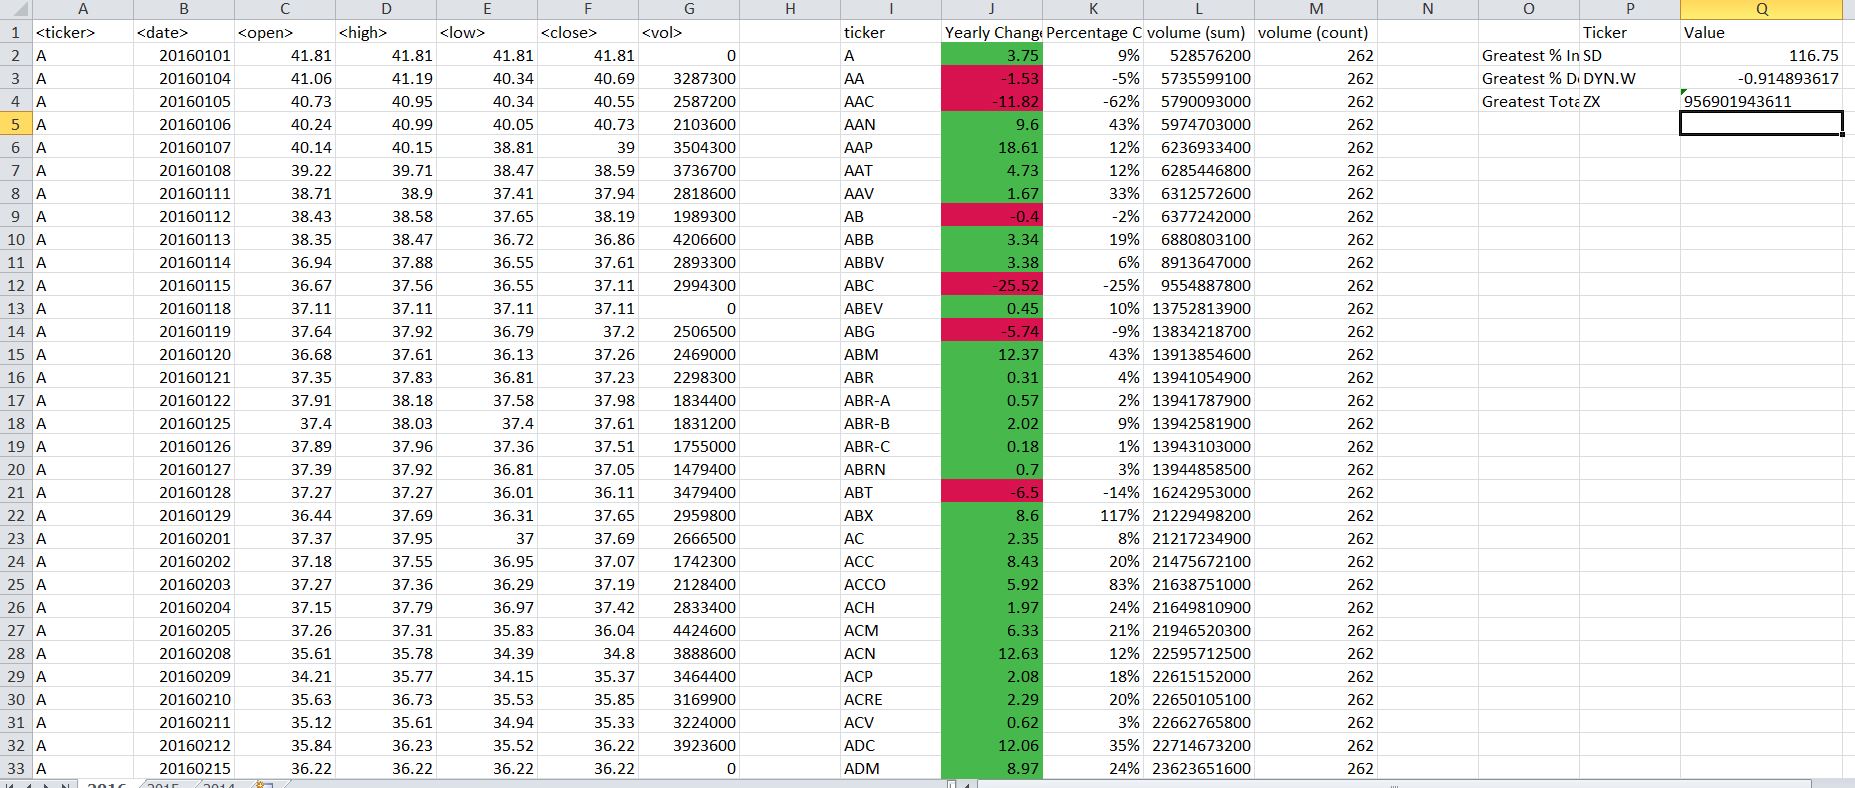 A B C D E F G H I J K L M N O P Q
1 <ticker> <date> <open> <high> <low> <close> <vol> ticker Yearly Change Percentage C volume (sum) volume (count) Ticker Value
2 A 20160101 41.81 41.81 41.81 41.81 0 A 3.75 9% 528576200 262 Greatest % In SD 116.75
3 A 20160104 41.06 41.19 40.34 40.69 3287300 AA -1.53 -5% 5735599100 262 Greatest % De DYN.W -0.914893617
4 A 20160105 40.73 40.95 40.34 40.55 2587200 AAC -11.82 -62% 5790093000 262 Greatest Tota ZX 956901943611
5 A 20160106 40.24 40.99 40.05 40.73 2103600 AAN 9.6 43% 5974703000 262
6 A 20160107 40.14 40.15 38.81 39 3504300 AAP 18.61 12% 6236933400 262
7 A 20160108 39.22 39.71 38.47 38.59 3736700 AAT 4.73 12% 6285446800 262
8 A 20160111 38.71 38.9 37.41 37.94 2818600 AAV 1.67 33% 6312572600 262
9 A 20160112 38.43 38.58 37.65 38.19 1989300 AB -0.4 -2% 6377242000 262
10 A 20160113 38.35 38.47 36.72 36.86 4206600 ABB 3.34 19% 6880803100 262
11 A 20160114 36.94 37.88 36.55 37.61 2893300 ABBV 3.38 6% 8913647000 262
12 A 20160115 36.67 37.56 36.55 37.11 2994300 ABC -25.52 -25% 9554887800 262
13 A 20160118 37.11 37.11 37.11 37.11 0 ABEV 0.45 10% 13752813900 262
14 A 20160119 37.64 37.92 36.79 37.2 2506500 ABG -5.74 -9% 13834218700 262
15 A 20160120 36.68 37.61 36.13 37.26 2469000 ABM 12.37 43% 13913854600 262
16 A 20160121 37.35 37.83 36.81 37.23 2298300 ABR 0.31 4% 13941054900 262
17 A 20160122 37.91 38.18 37.58 37.98 1834400 ABR-A 0.57 2% 13941787900 262
18 A 20160125 37.4 38.03 37.4 37.61 1831200 ABR-B 2.02 9% 13942581900 262
19 A 20160126 37.89 37.96 37.36 37.51 1755000 ABR-C 0.18 1% 13943103000 262
20 A 20160127 37.39 37.92 36.81 37.05 1479400 ABRN 0.7 3% 13944858500 262
21 A 20160128 37.27 37.27 36.01 36.11 3479400 ABT -6.5 -14% 16242953000 262
22 A 20160129 36.44 37.69 36.31 37.65 2959800 ABX 8.6 117% 21229498200 262
23 A 20160201 37.37 37.95 37 37.69 2666500 AC 2.35 8% 21217234900 262
24 A 20160202 37.18 37.55 36.95 37.07 1742300 ACC 8.43 20% 21475672100 262
25 A 20160203 37.27 37.36 36.29 37.19 2128400 ACCO 5.92 83% 21638751000 262
26 A 20160204 37.15 37.79 36.97 37.42 2833400 ACH 1.97 24% 21649810900 262
27 A 20160205 37.26 37.31 35.83 36.04 4424600 ACM 6.33 21% 21946520300 262
28 A 20160208 35.61 35.78 34.39 34.8 3888600 ACN 12.63 12% 22595712500 262
29 A 20160209 34.21 35.77 34.15 35.37 3464400 ACP 2.08 18% 22615152000 262
30 A 20160210 35.63 36.73 35.53 35.85 3169900 ACRE 2.29 20% 22650105100 262
31 A 20160211 35.12 35.61 34.94 35.33 3224000 ACV 0.62 3% 22662765800 262
32 A 20160212 35.84 36.23 35.52 36.22 3923600 ADC 12.06 35% 22714673200 262
33 A 20160215 36.22 36.22 36.22 36.22 0 ADM 8.97 24% 23623651600 262
2016 2015 2014